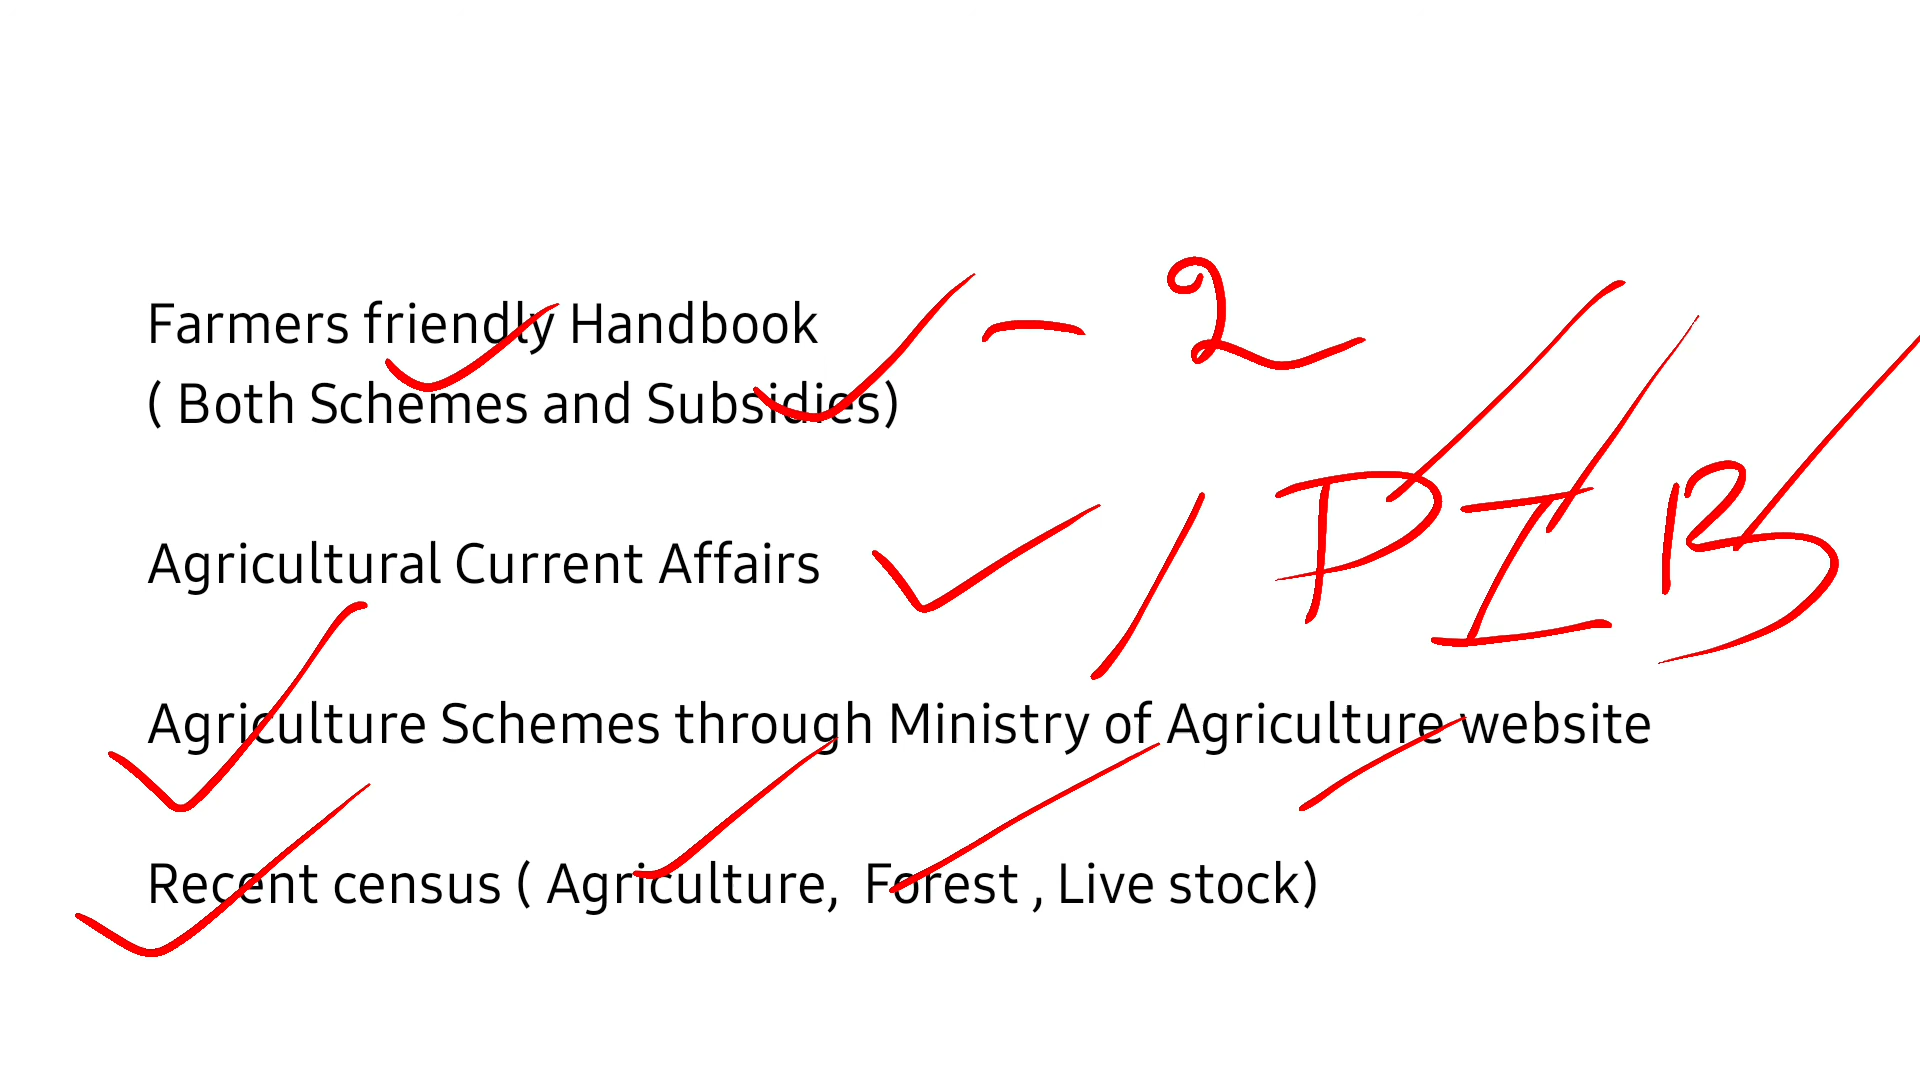 Farmers friendly Handbook - 2
( Both Schemes and Subsidies)
Agricultural Current Affairs , PIB
Agriculture Schemes through Ministry of Agriculture website
Recent census ( Agriculture, Forest , Live stock)